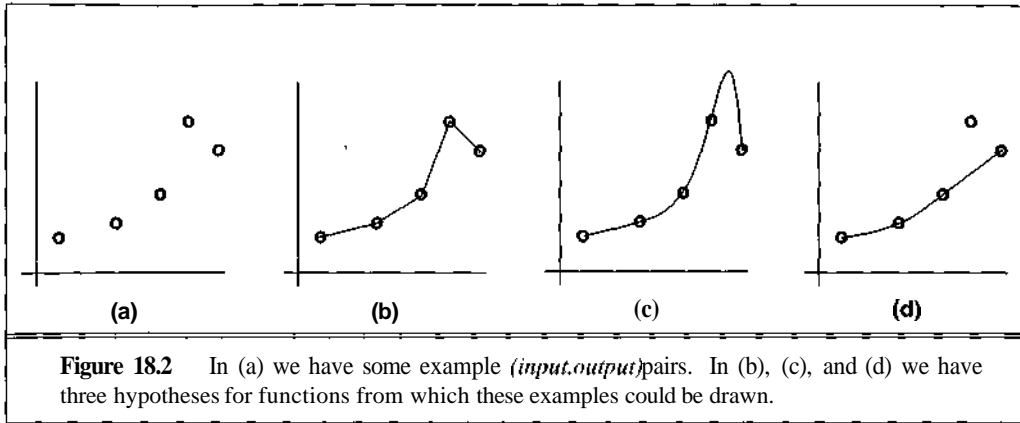 (a) (b) (c) (d)
Figure 18.2 In (a) we have some example (input.output)pairs. In (b), (c), and (d) we have
three hypotheses for functions from which these examples could be drawn.